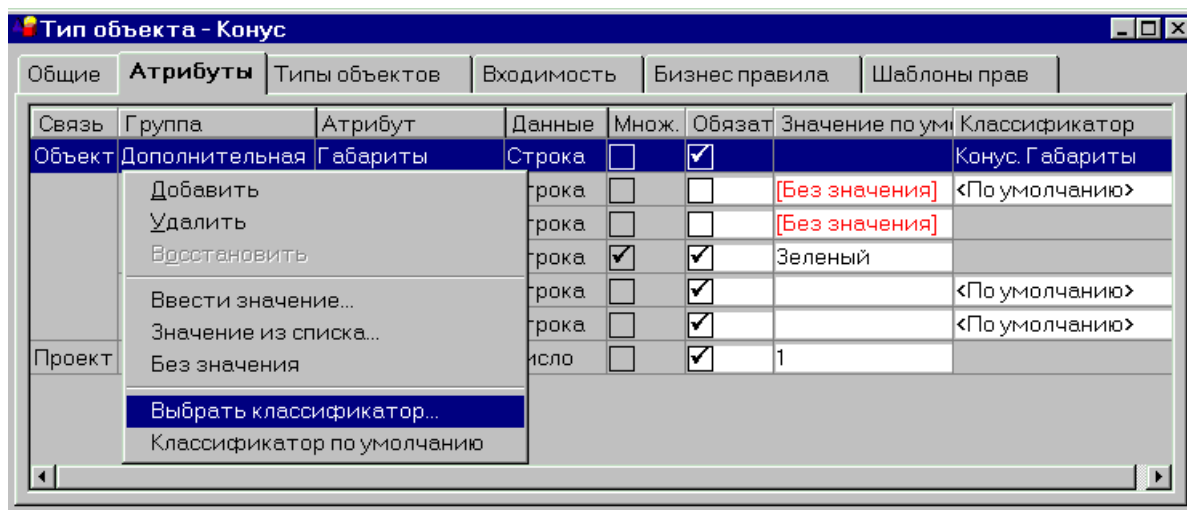 Тип объекта - Конус
Общие Атрибуты Типы объектов Входимость Бизнес правила Шаблоны прав
Связь Группа Атрибут Данные Множ. Обязат Значение по умо Классификатор
Объект Дополнительная Габариты Строка Конус. Габариты
Добавить трока [Без значения] <По умолчанию>
Удалить трока [Без значения]
Восстановить трока Зеленый
Ввести значение... трока <По умолчанию>
Значение из списка... трока <По умолчанию>
Проект Без значения исло 1
Выбрать классификатор...
Классификатор по умолчанию